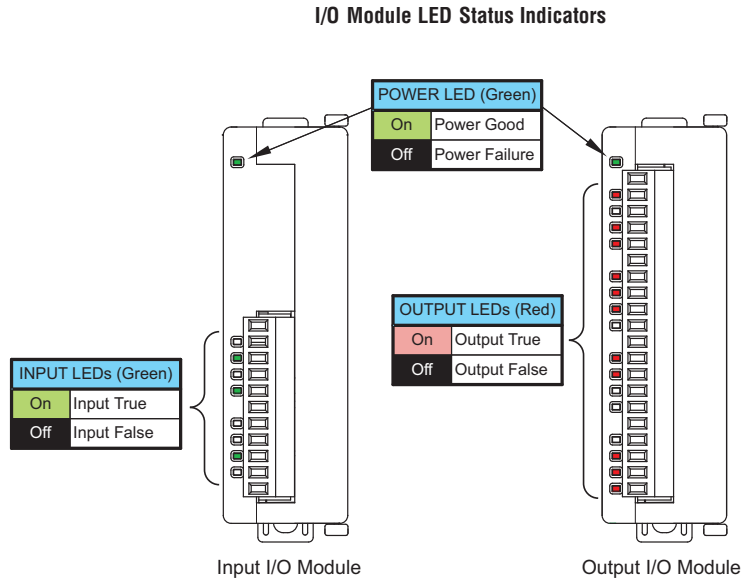 I/O Module LED Status Indicators
POWER LED (Green)
On Power Good
Off Power Failure
OUTPUT LEDs (Red)
On Output True
Off Output False
INPUT LEDs (Green)
On Input True
Off Input False
Input I/O Module
Output I/O Module